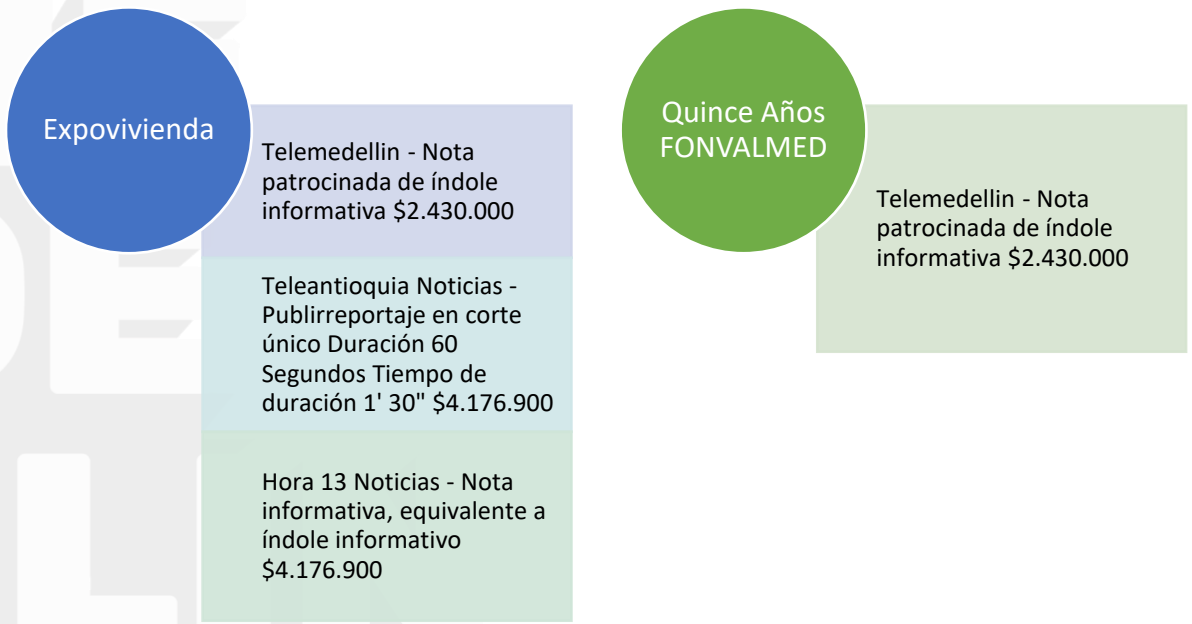 Expovivienda
Telemedellin - Nota
patrocinada de índole
informativa $2.430.000
Teleantioquia Noticias -
Publirreportaje en corte
único Duración 60
Segundos Tiempo de
duración 1' 30" $4.176.900
Hora 13 Noticias - Nota
informativa, equivalente a
índole informativo
$4.176.900
Quince Años
FONVALMED
Telemedellin - Nota
patrocinada de índole
informativa $2.430.000